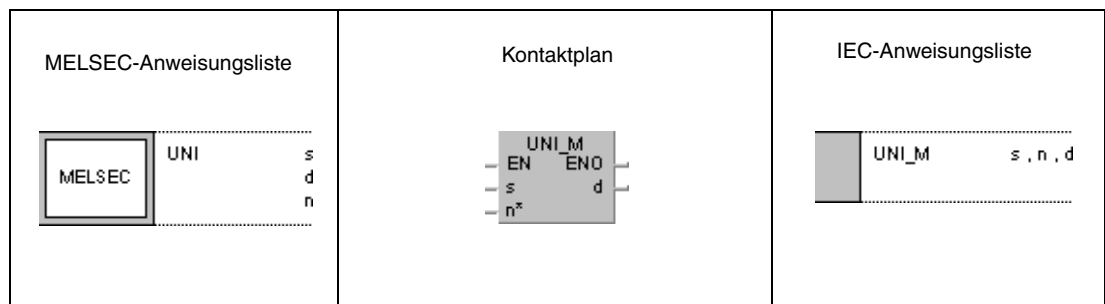 MELSEC-Anweisungsliste
MELSEC
UNI s
d
n
Kontaktplan
UNI_M
EN ENO
s d
n*
IEC-Anweisungsliste
UNI_M s , n , d